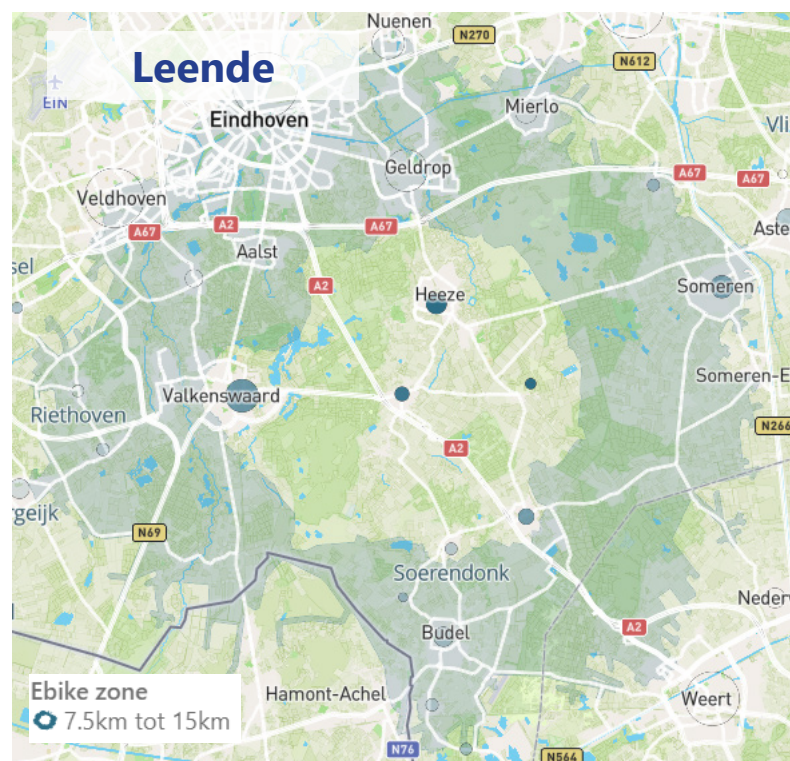 Nuenen
N270
Leende
N612
EIN
Mierlo
Eindhoven
Vli
Geldrop
A67
A67
Veldhoven
A2
A67
A67
Aste
Aalst
sel
A2
Someren
Heeze
Someren-E
Valkenswaard
Riethoven
N266
A2
rgeijk
N69
Soerendonk
Nederw
A2
Budel
Ebike zone
Hamont-Achel
Weert
7.5km tot 15km
N76
N564